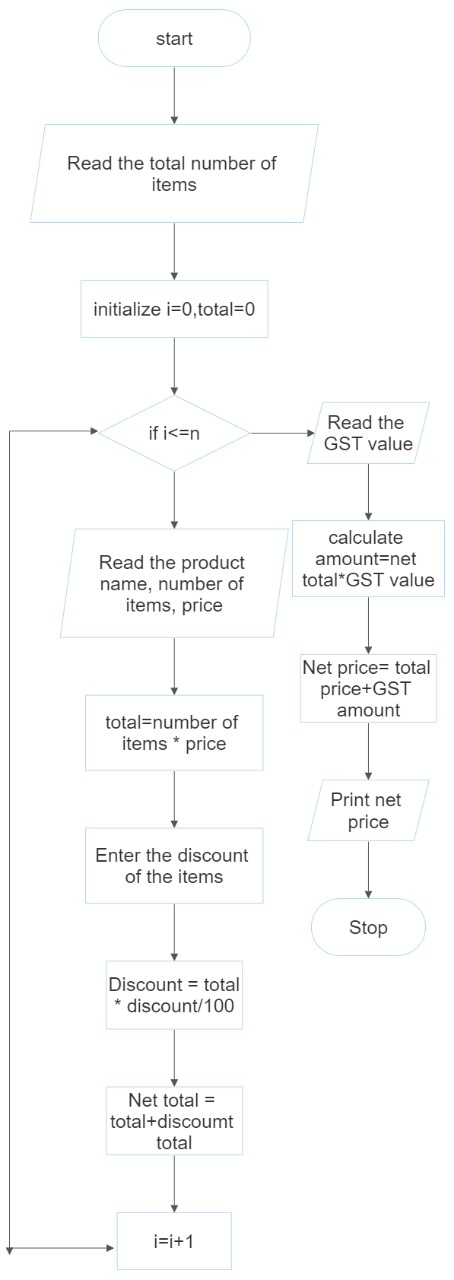 start
Read the total number of
items
initialize i=0,total=0
if i<=n
Read the product
name, number of
items, price
total=number of
items * price
Enter the discount
of the items
Discount = total
* discount/100
Net total =
total+discoumt
total
i=i+1
Read the
GST value
calculate
amount=net
total*GST value
Net price= total
price+GST
amount
Print net
price
Stop